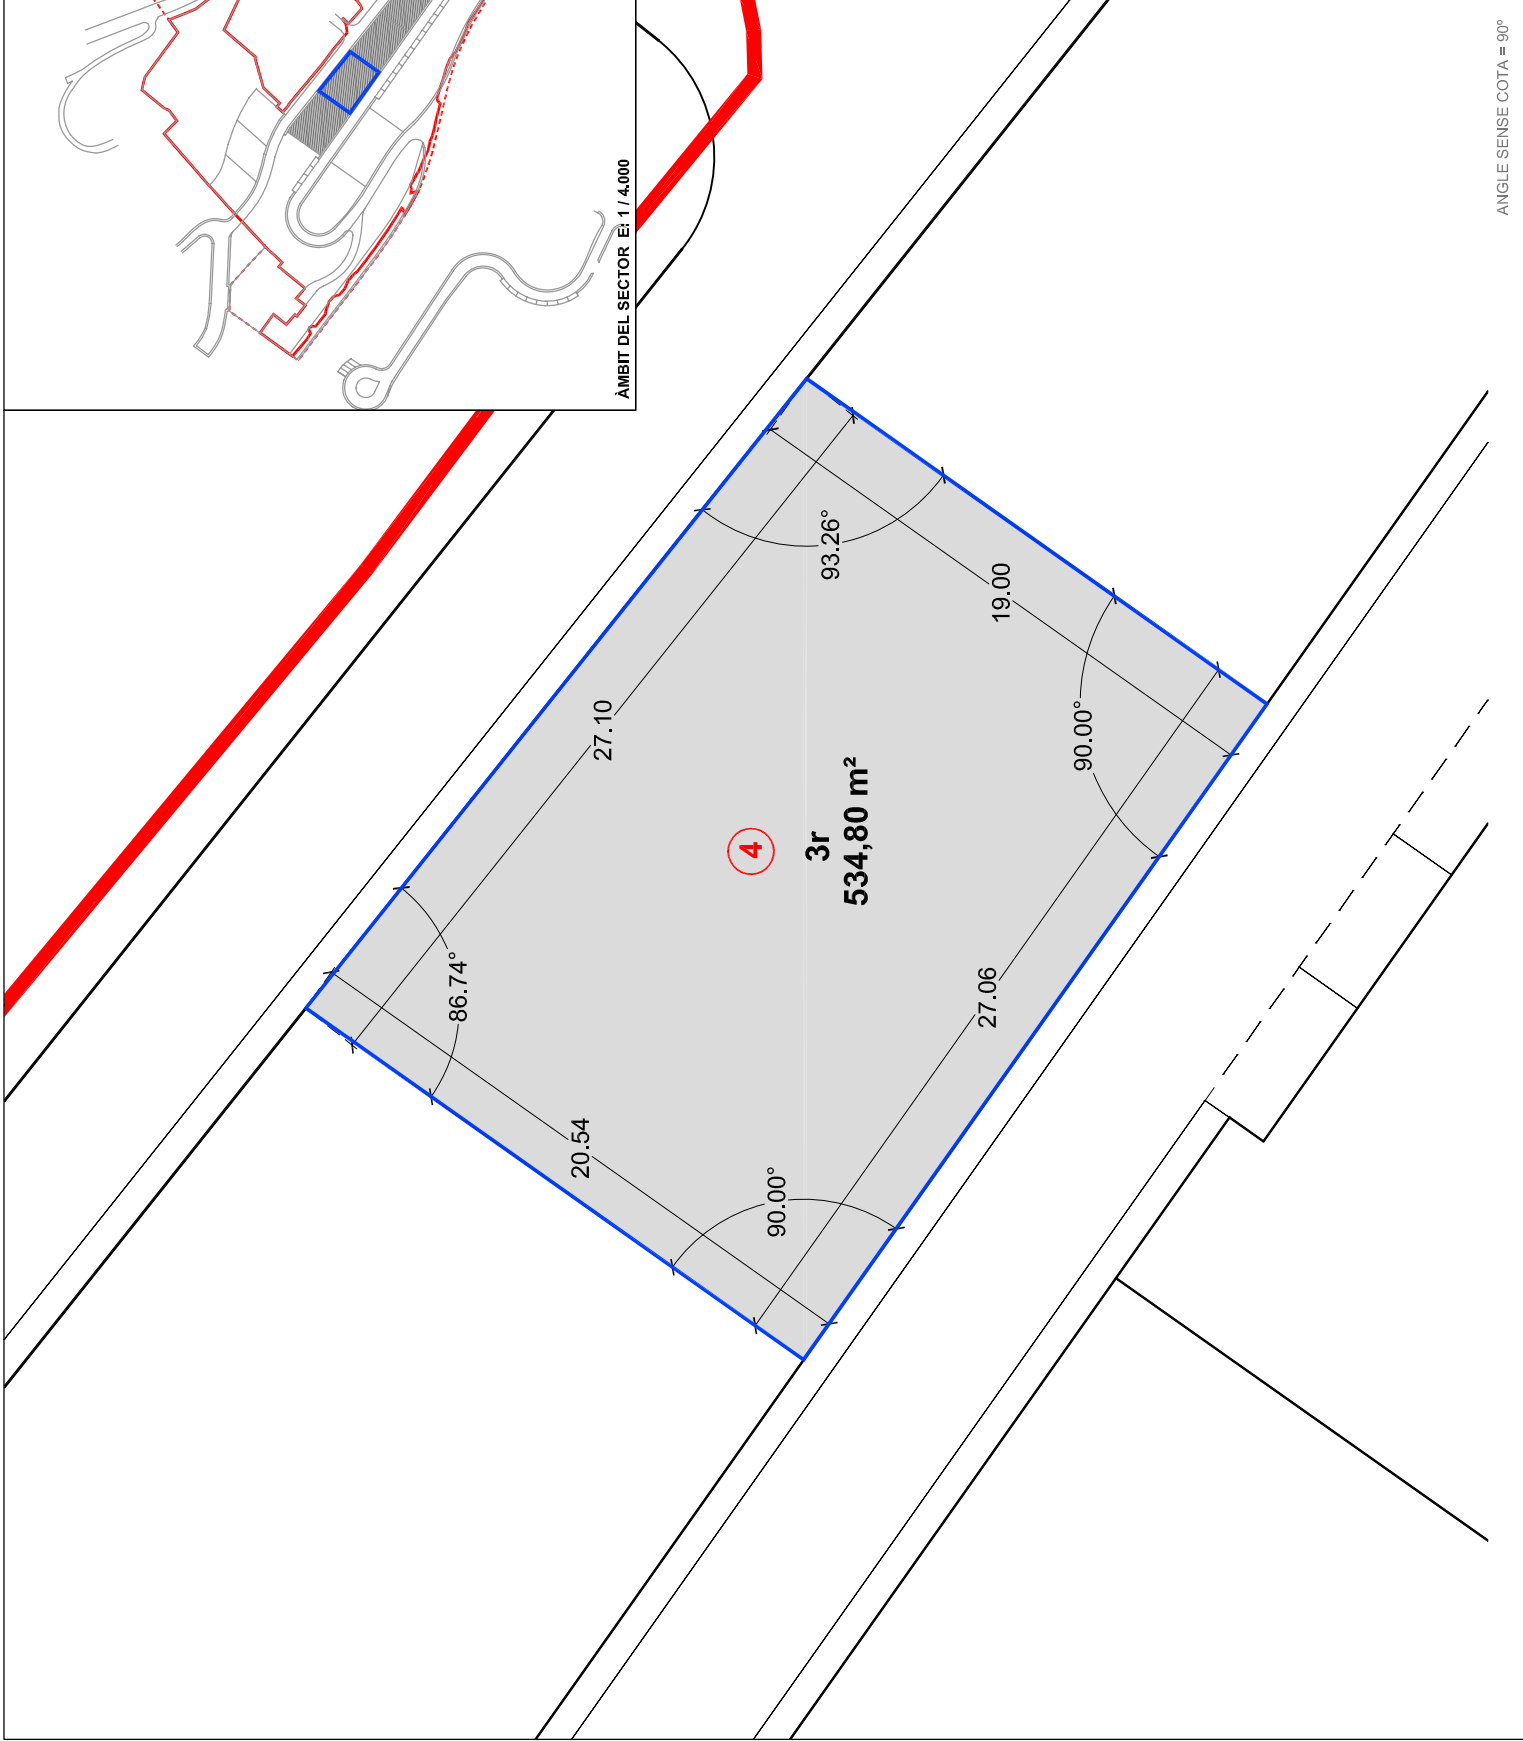 ÀMBIT DEL SECTOR E: 1 / 4.000
86.74°
27.10
93.26°
20.54
4
3r
534,80 m²
19.00
90.00°
27.06
90.00°
ANGLE SENSE COTA = 90º